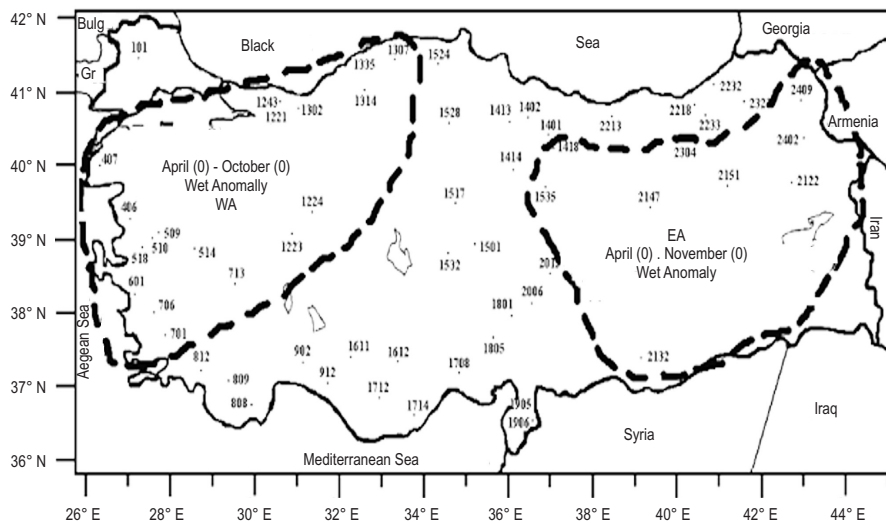 42° N
41° N
40° N
39° N
38° N
37° N
36° N
Bulg
Black
Sea
Georgia
101
Gr
1307
1524
1335
1243
1221
1302
1314
1528
1413
1402
1401
1418
2213
2218
2232
2233
232
2409
Armenia
2402
2304
407
April (0) - October (0)
Wet Anomally
WA
1414
2151
2122
Iran
1517
1535
2147
406
1224
509
510
518
514
1223
1501
1532
EA
April (0) . November (0)
Wet Anomaly
601
713
706
701
2006
1801
1805
Aegean Sea
812
902
1611
1612
912
1708
2132
809
808
1712
1714
1905
1906
Mediterranean Sea
Syria
Iraq
26° E
28° E
30° E
32° E
34° E
36° E
38° E
40° E
42° E
44° E